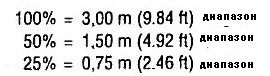 100% = 3,00 m (9.84 ft) диапазон
50% = 1,50 m (4.92 ft) диапазон
25% = 0,75 m (2.46 ft) диапазон